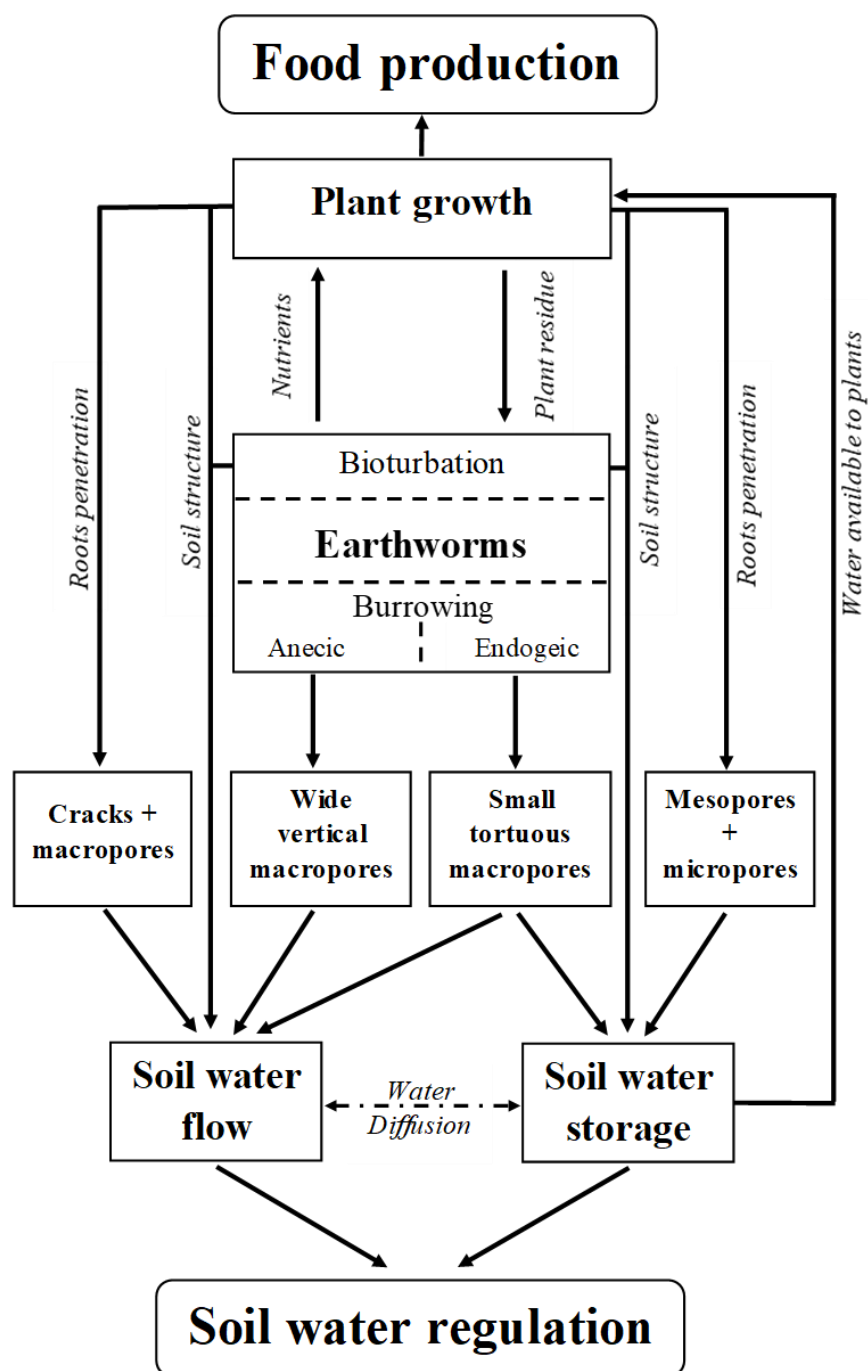 Food production
Plant growth
Nutrients
Plant residue
Roots penetration
Soil structure
Soil structure
Roots penetration
Water available to plants
Bioturbation
Earthworms
Burrowing
Anecic
Endogeic
Cracks +
macropores
Wide
vertical
macropores
Small
tortuous
macropores
Mesopores
+
micropores
Soil water
flow
Water
Diffusion
Soil water
storage
Soil water regulation